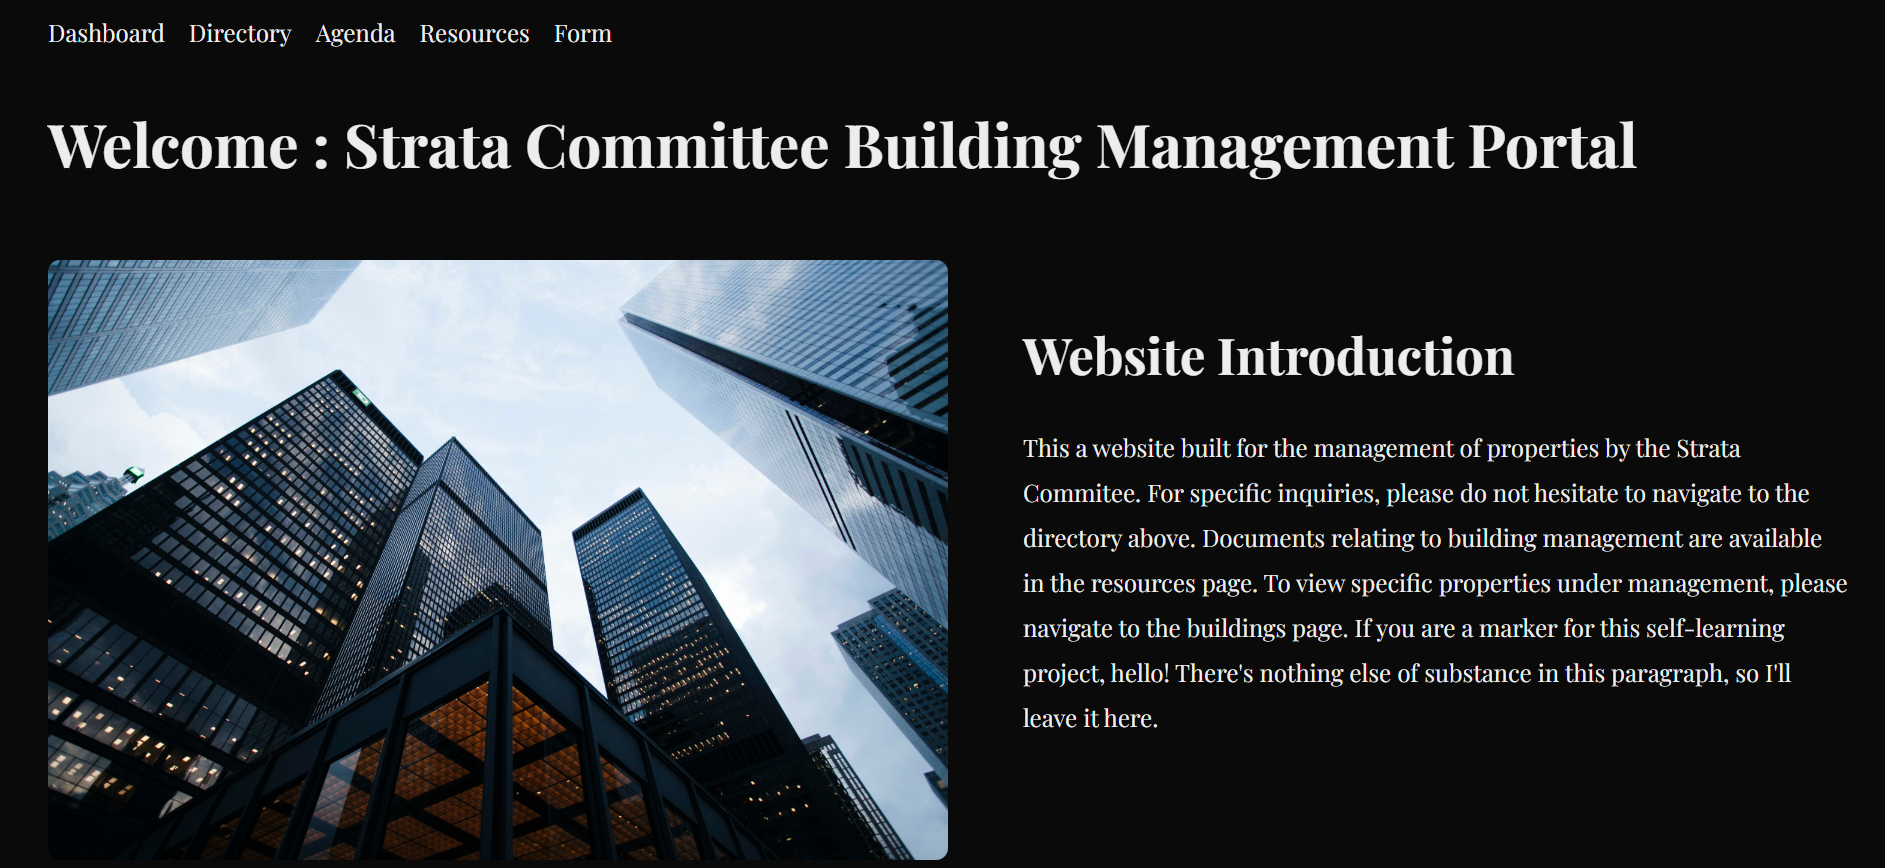 Dashboard Directory Agenda Resources Form
Welcome : Strata Committee Building Management Portal
Website Introduction
This a website built for the management of properties by the Strata
Commitee. For specific inquiries, please do not hesitate to navigate to the
directory above. Documents relating to building management are available
in the resources page. To view specific properties under management, please
navigate to the buildings page. If you are a marker for this self-learning
project, hello! There's nothing else of substance in this paragraph, so I'll
leave it here.